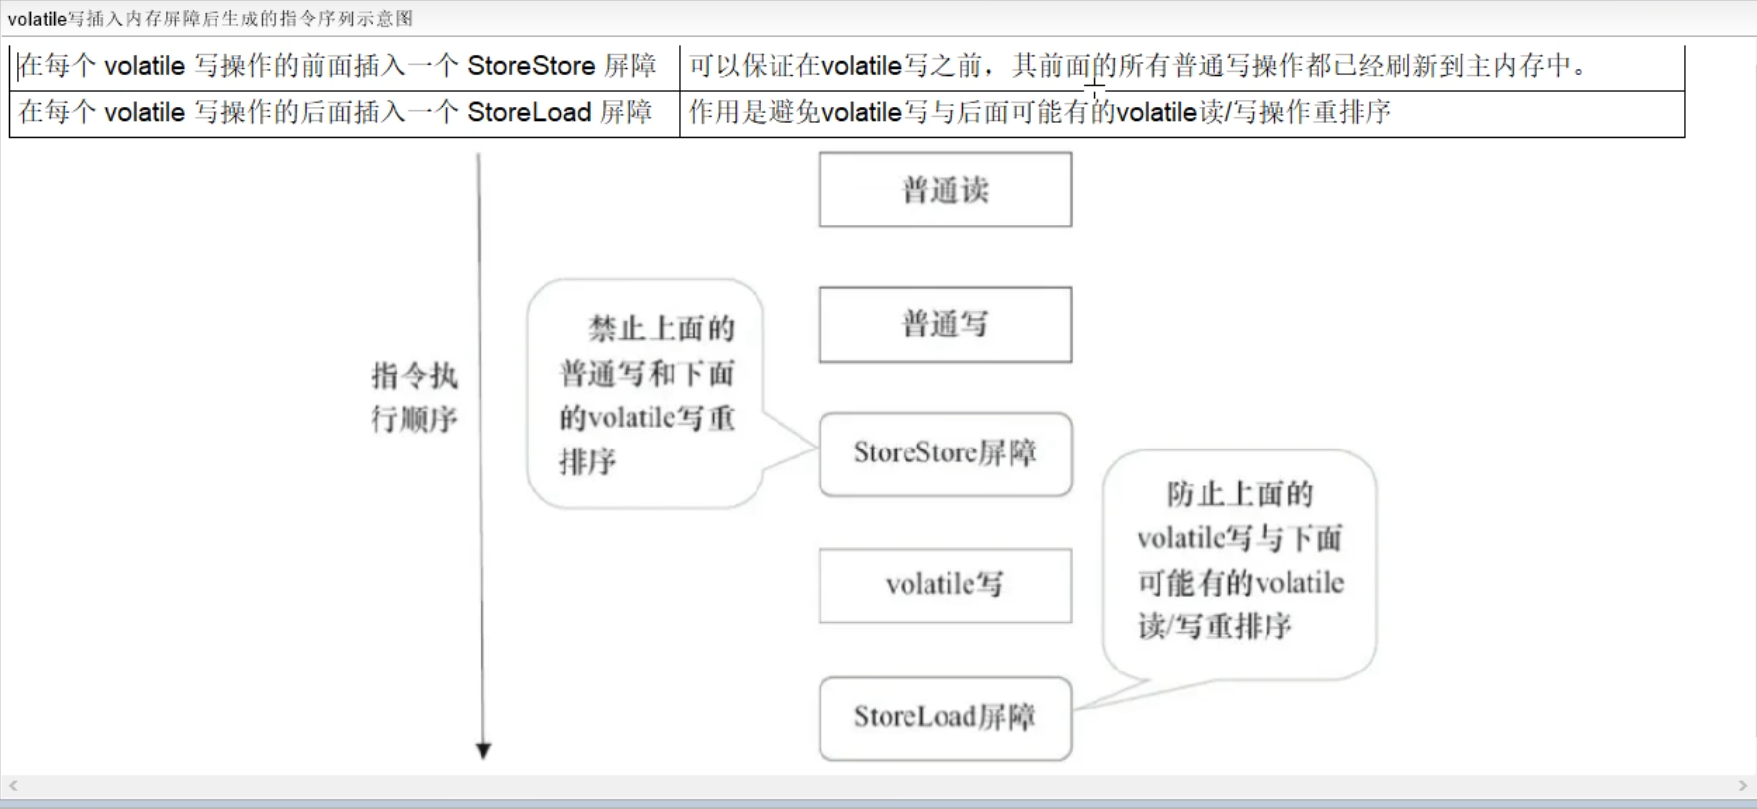 volatile写插入内存屏障后生成的指令序列示意图
在每个 volatile 写操作的前面插入一个 StoreStore 屏障
可以保证在volatile写之前，其前面的所有普通写操作都已经刷新到主内存中。
在每个 volatile 写操作的后面插入一个 StoreLoad 屏障
作用是避免volatile写与后面可能有的volatile读/写操作重排序
普通读
普通写
禁止上面的
普通写和下面
的volatile写重
排序
指令执
行顺序
StoreStore屏障
防止上面的
volatile写与下面
可能有的volatile
读/写重排序
volatile写
StoreLoad屏障